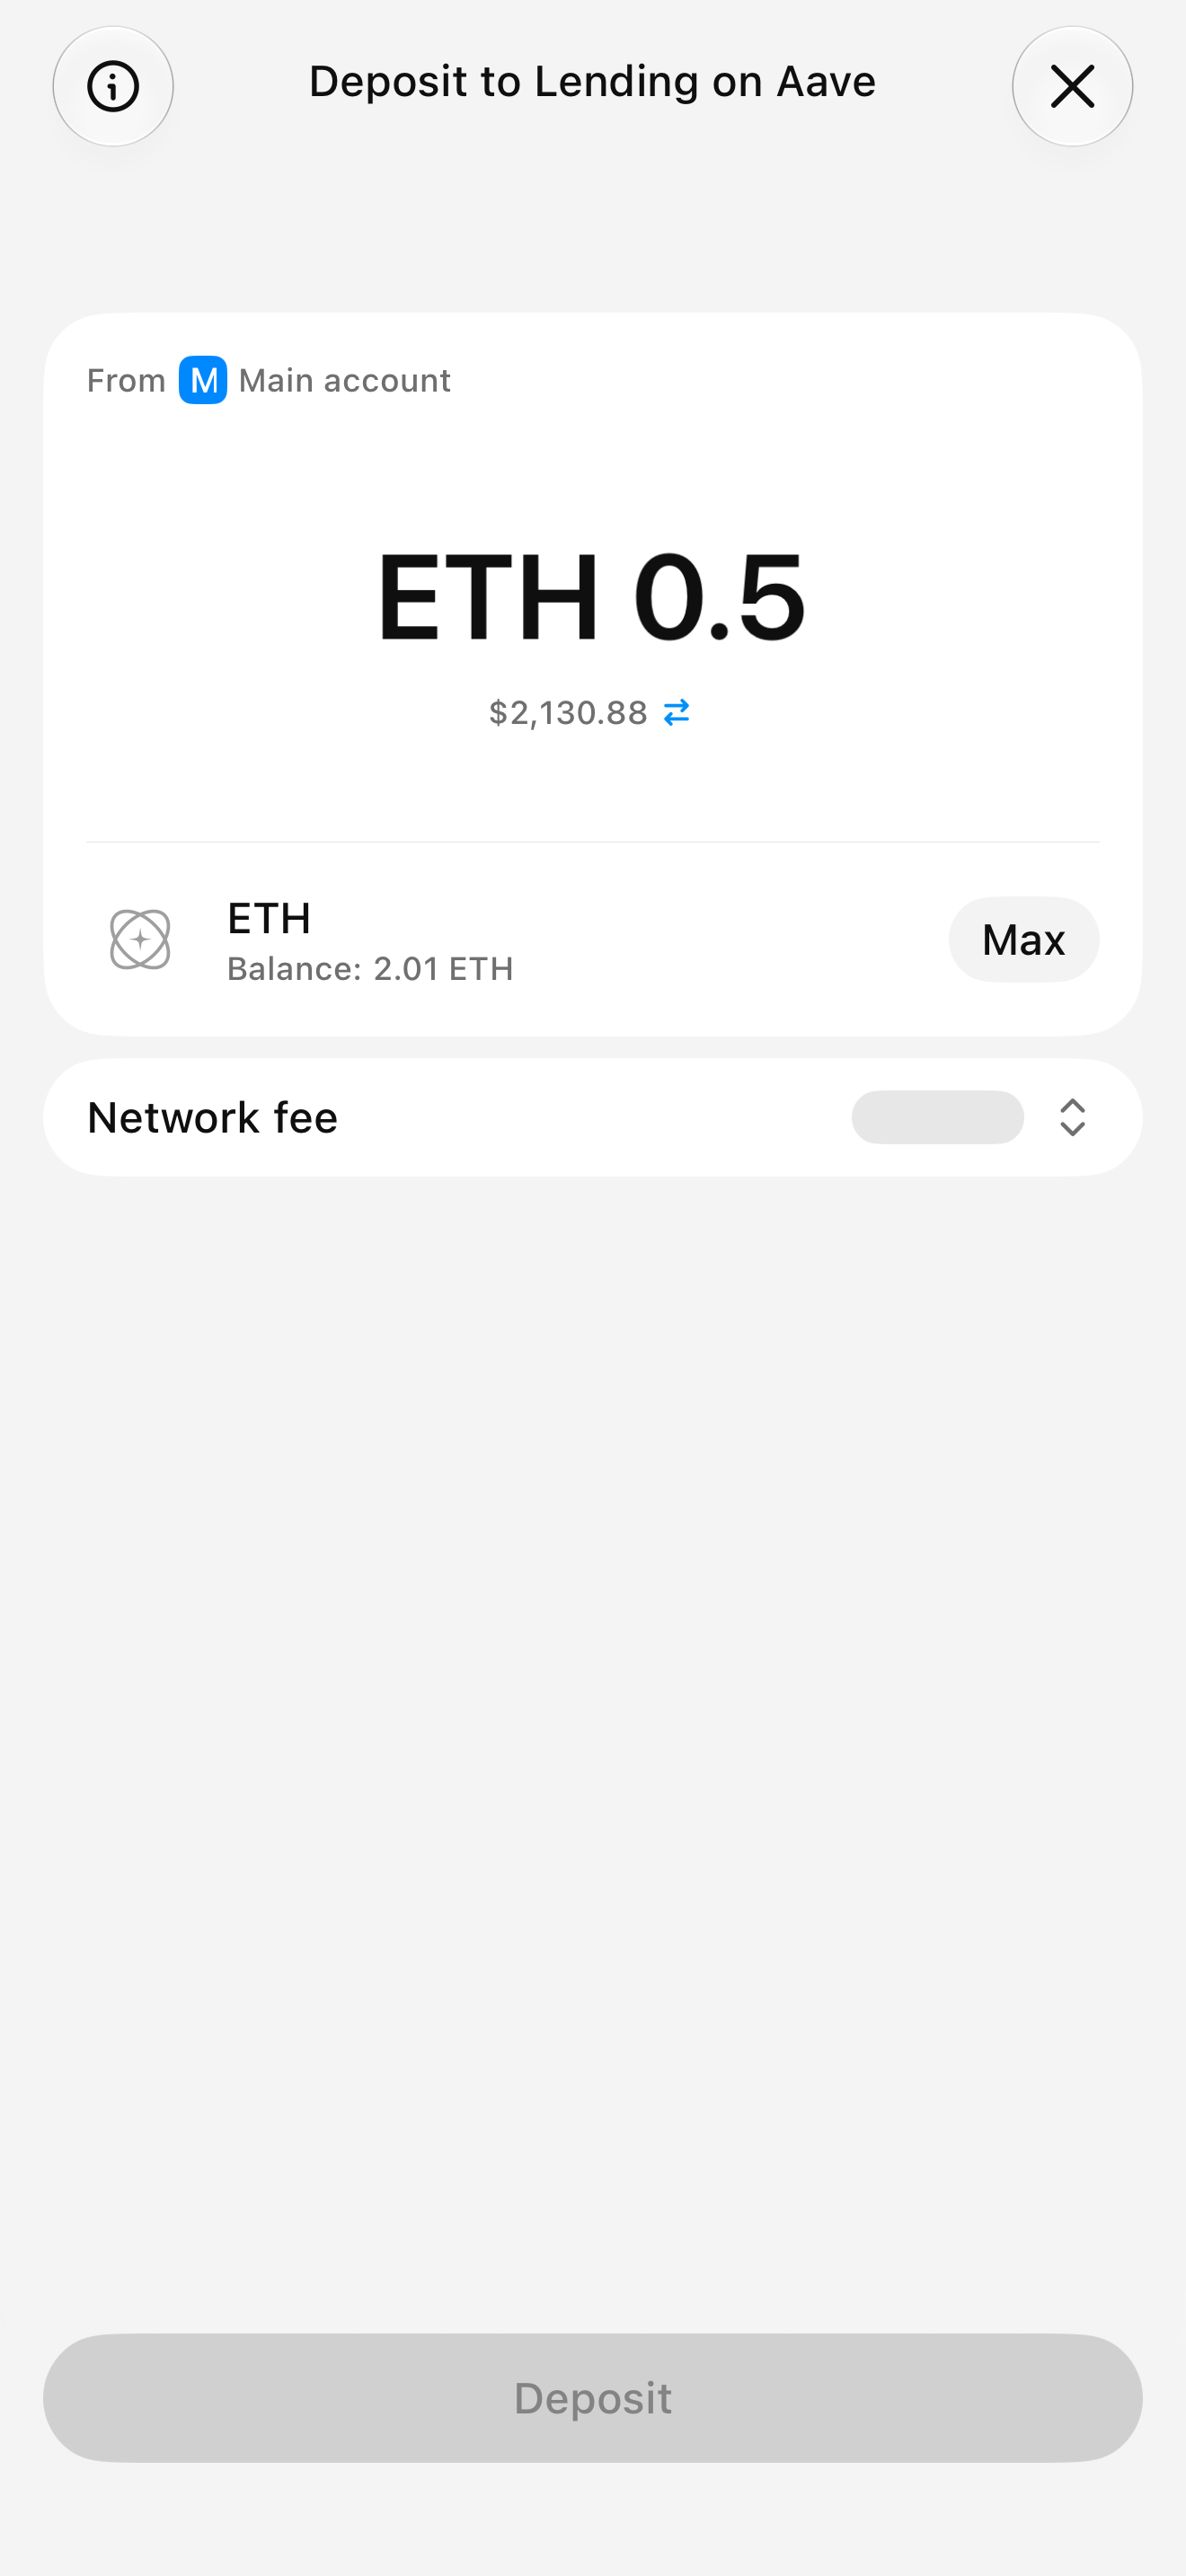 Deposit to Lending on Aave
From M Main account
ETH 0.5
$2,130.88
ETH
Balance: 2.01 ETH
Max
Network fee
Deposit